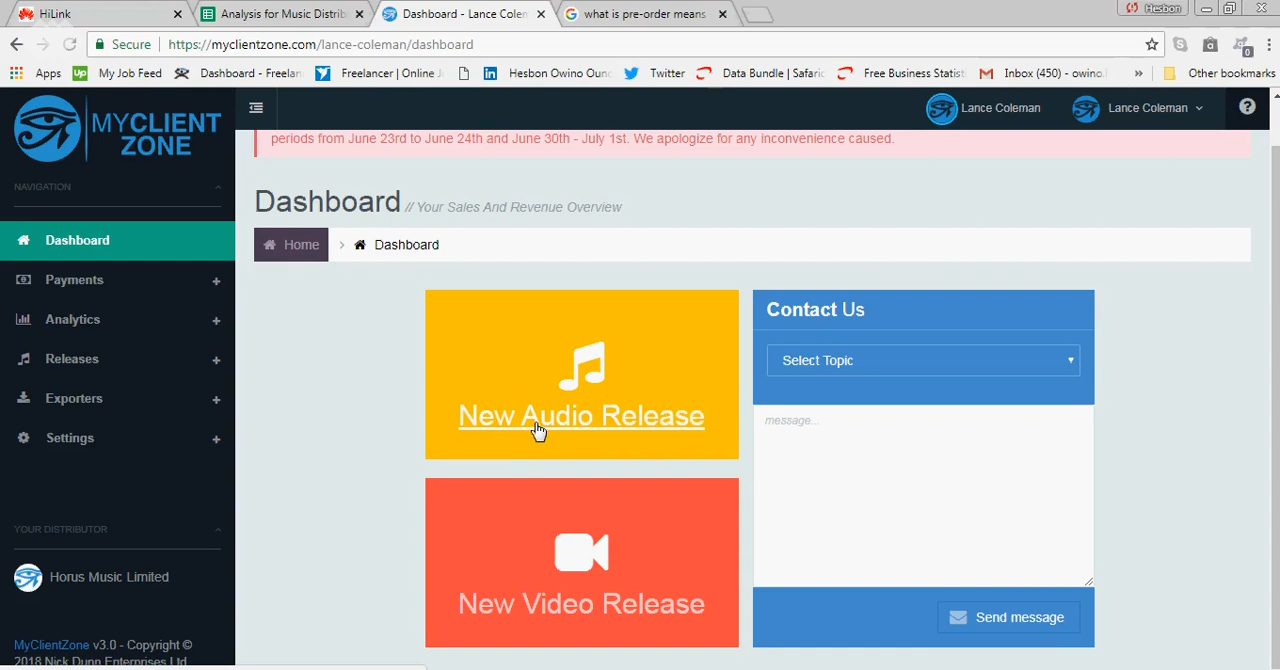 HiLink
Analysis for Music Distrib
Dashboard - Lance Colem
what is pre-order means
Hesbon
Secure
https://myclientzone.com/lance-coleman/dashboard
Apps
My Job Feed
Dashboard - Freelan
Freelancer | Online Jo
Hesbon Owino Ound
Twitter
Data Bundle | Safaric
Free Business Statist
Inbox (450) - owino.h
»
Other bookmarks
MYCLIENT
ZONE
Lance Coleman
Lance Coleman
periods from June 23rd to June 24th and June 30th - July 1st. We apologize for any inconvenience caused.
NAVIGATION
Dashboard
Payments
Analytics
Releases
Exporters
Settings
YOUR DISTRIBUTOR
Horus Music Limited
MyClientZone v3.0 - Copyright ©
2018 Nick Dunn Enterprises Ltd
Dashboard // Your Sales And Revenue Overview
Home > Dashboard
New Audio Release
New Video Release
Contact Us
Select Topic
message...
Send message